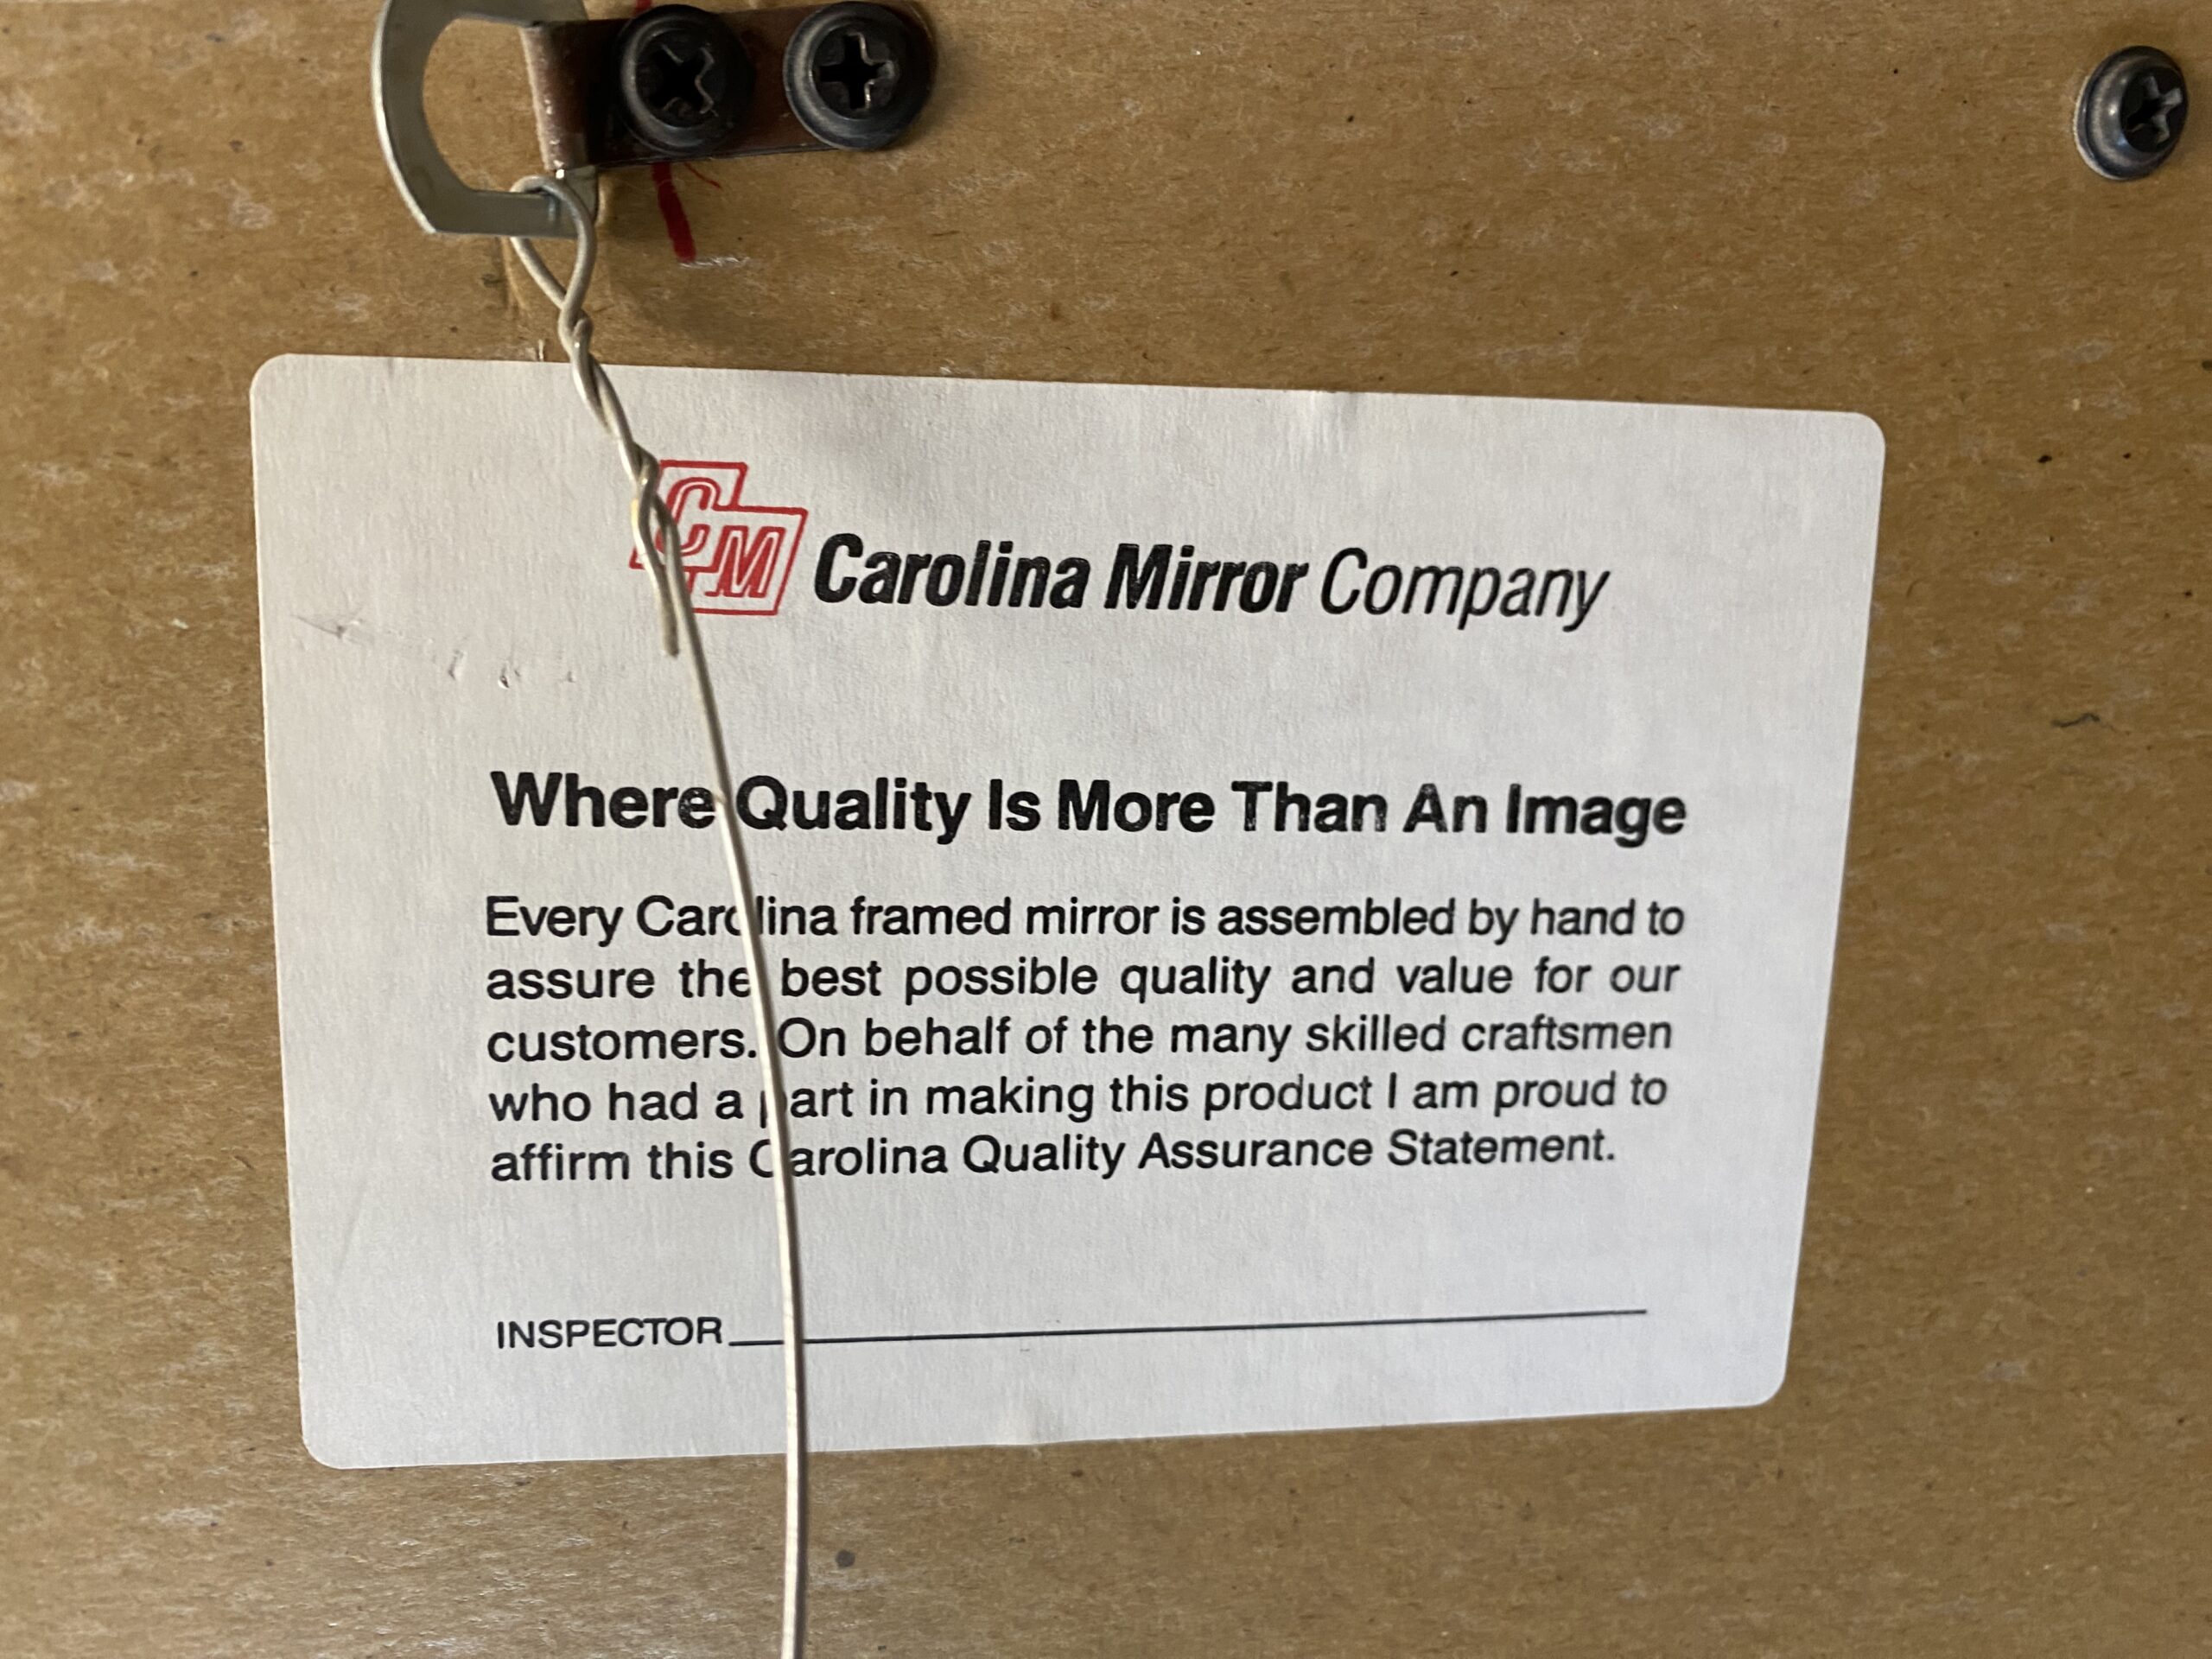 CM Carolina Mirror Company
Where Quality Is More Than An Image
Every Carolina framed mirror is assembled by hand to
assure the best possible quality and value for our
customers. On behalf of the many skilled craftsmen
who had a part in making this product I am proud to
affirm this Carolina Quality Assurance Statement.
INSPECTOR